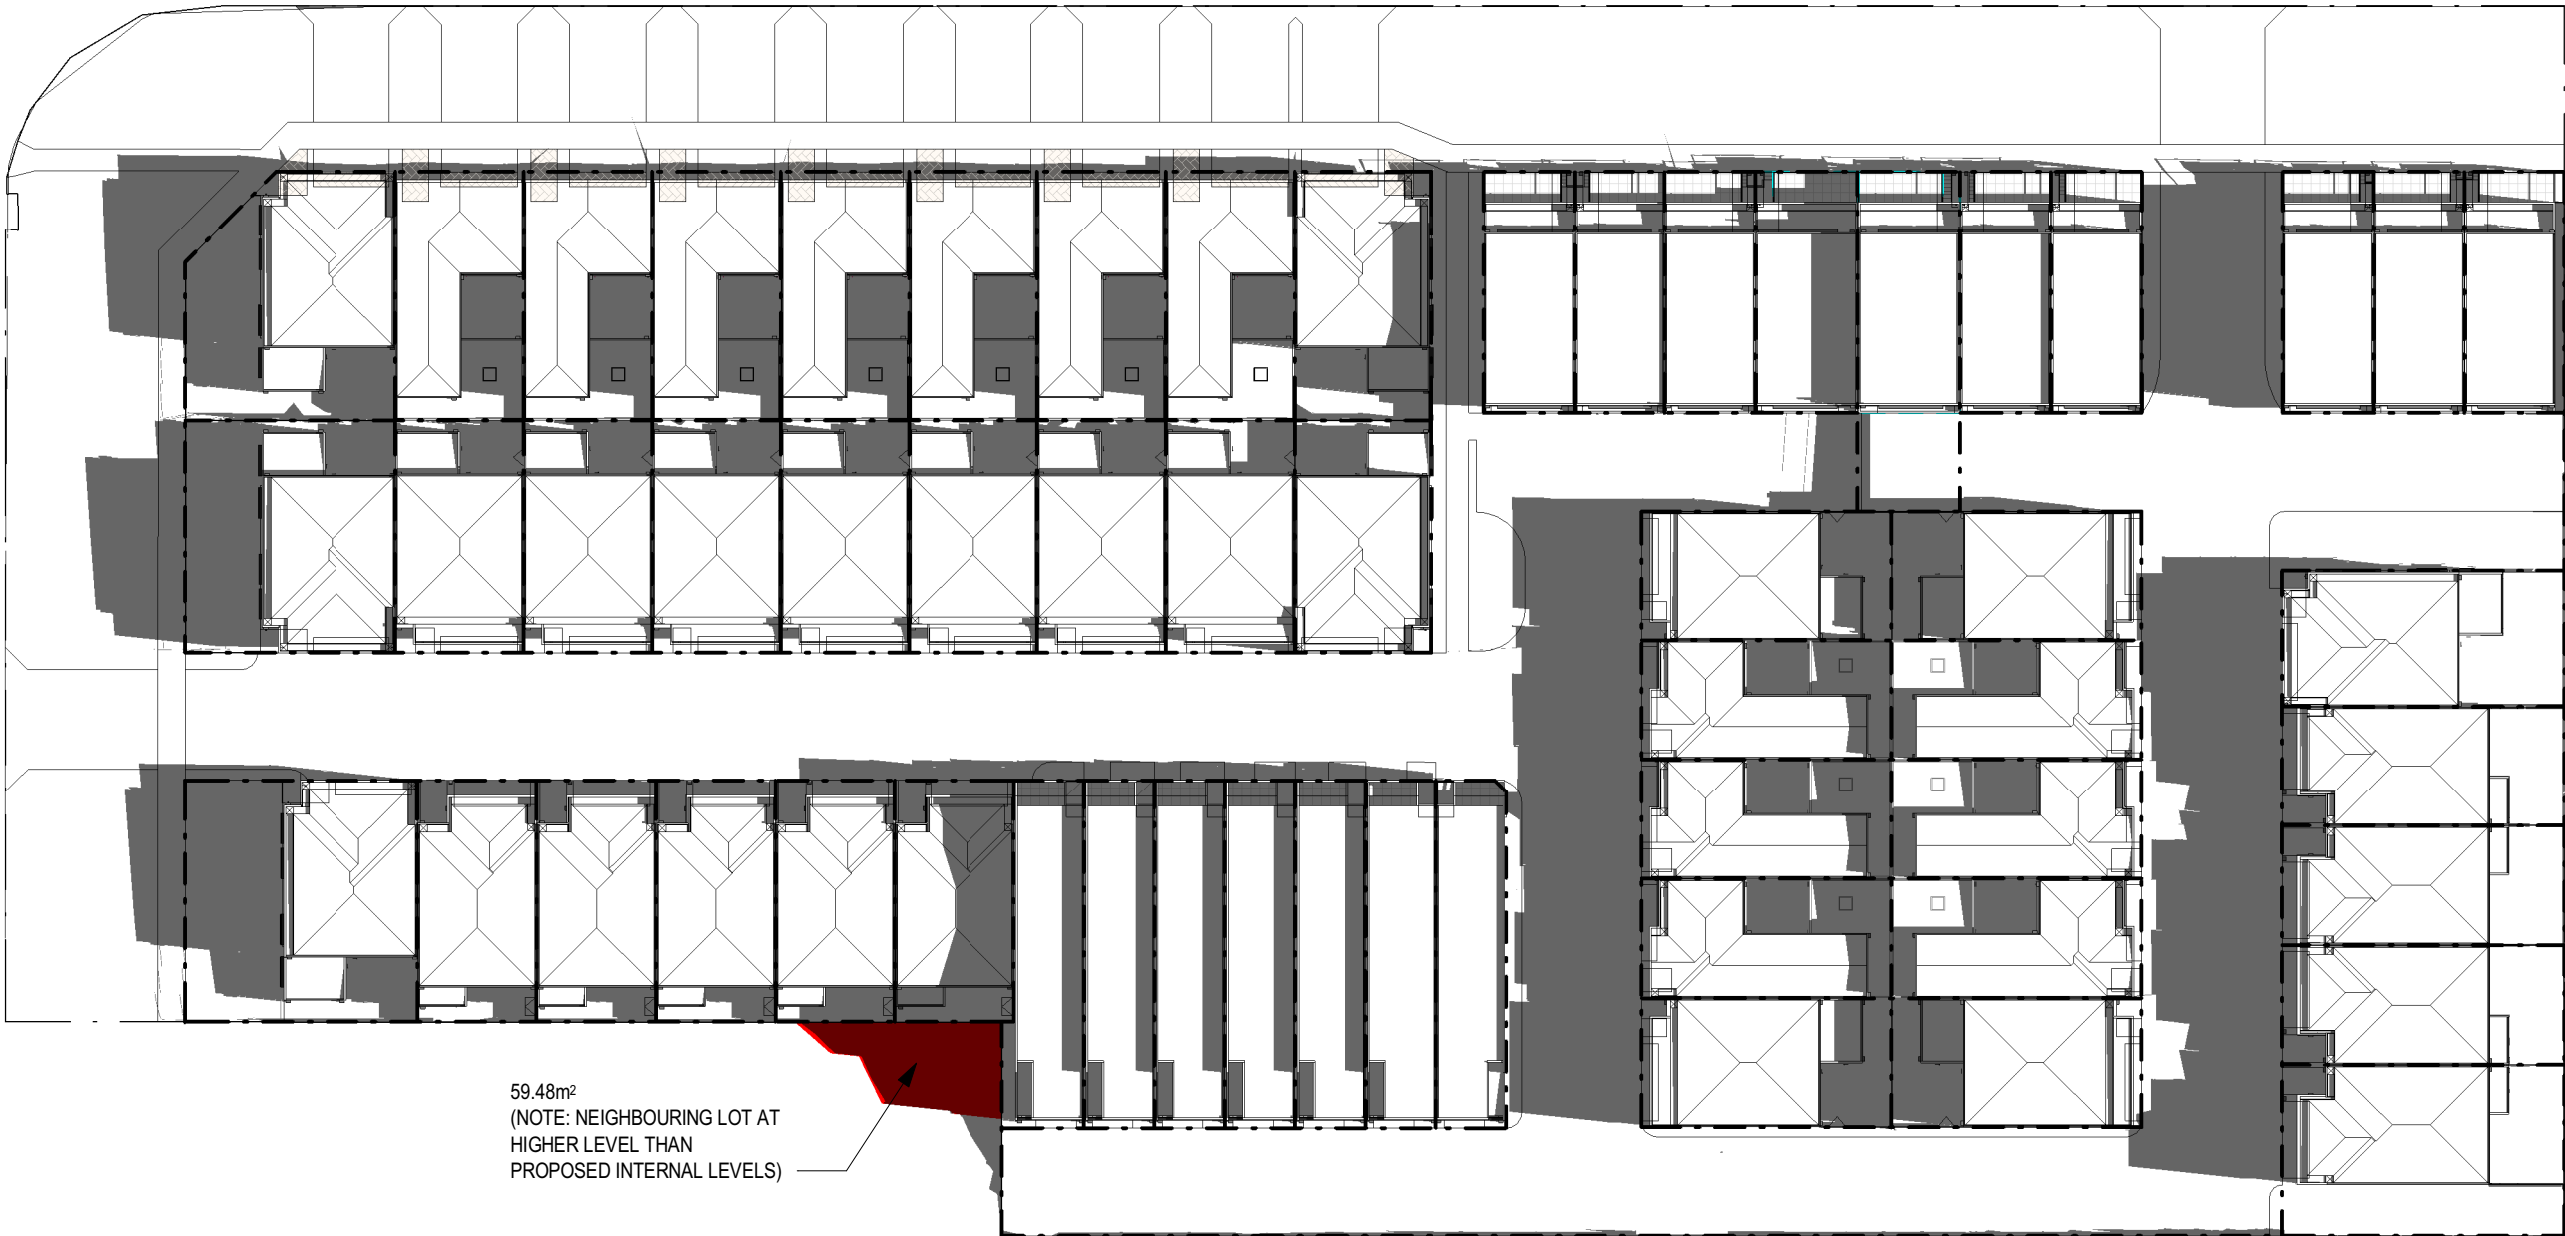 59.48m²
(NOTE: NEIGHBOURING LOT AT
HIGHER LEVEL THAN
PROPOSED INTERNAL LEVELS)